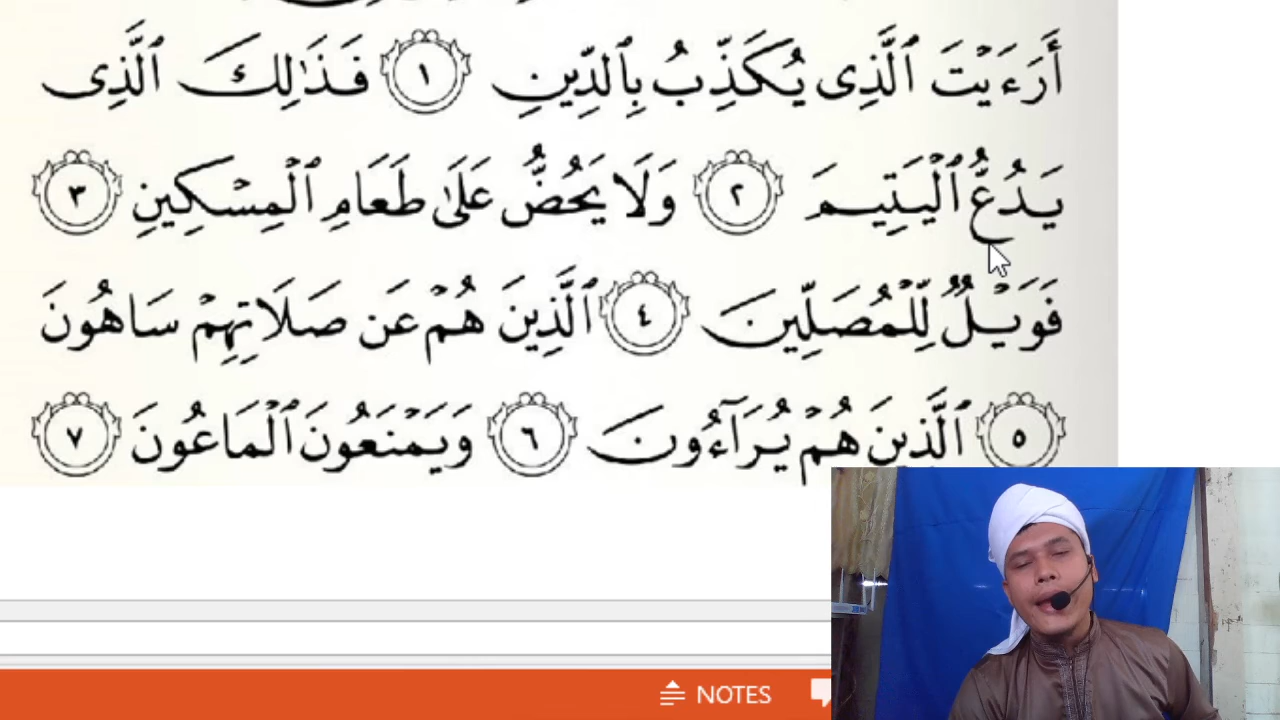 أَرَءَيْتَ ٱلَّذِى يُكَذِّبُ بِٱلدِّينِ ١ فَذَٰلِكَ ٱلَّذِى
يَدُعُّ ٱلْيَتِيمَ ٢ وَلَا يَحُضُّ عَلَىٰ طَعَامِ ٱلْمِسْكِينِ ٣
فَوَيْلٌ لِّلْمُصَلِّينَ ٤ ٱلَّذِينَ هُمْ عَن صَلَاتِهِمْ سَاهُونَ
٥ ٱلَّذِينَ هُمْ يُرَآءُونَ ٦ وَيَمْنَعُونَ ٱلْمَاعُونَ ٧
NOTES